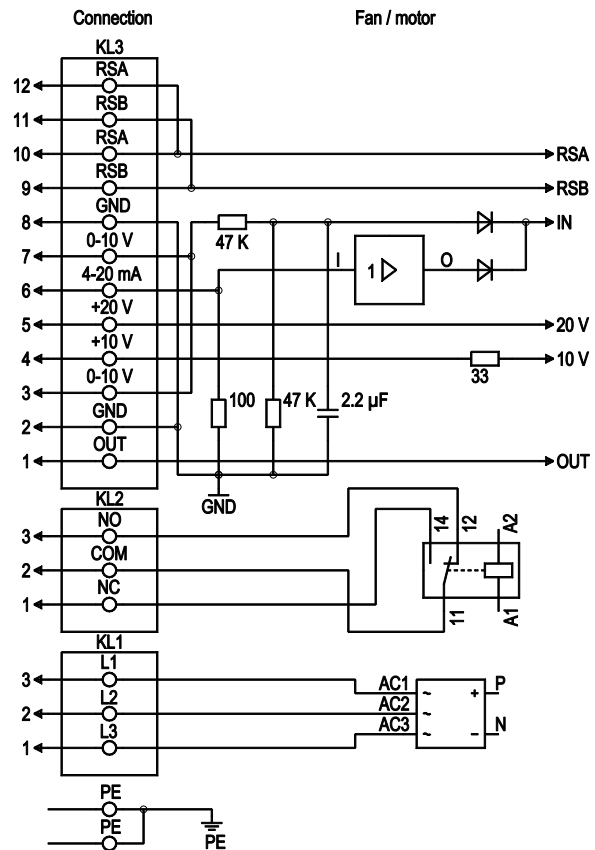 Connection Fan / motor
KL3
RSA
12
RSB
11
RSA
10 RSA
RSB
9 RSB
GND
8 IN
0-10 V 47 K
7 I 1 O
4-20 mA
6
+20 V
5 20 V
+10 V
4 10 V
33
0-10 V
3 100 47 K 2.2 µF
GND
2
OUT
1 OUT
GND
KL2
NO 14 12 A2
3
COM
2
NC
1
11 A1
KL1
L1
3 AC1 ~ + P
L2
2 AC2 ~
L3
1 AC3 ~ - N
PE
PE
PE